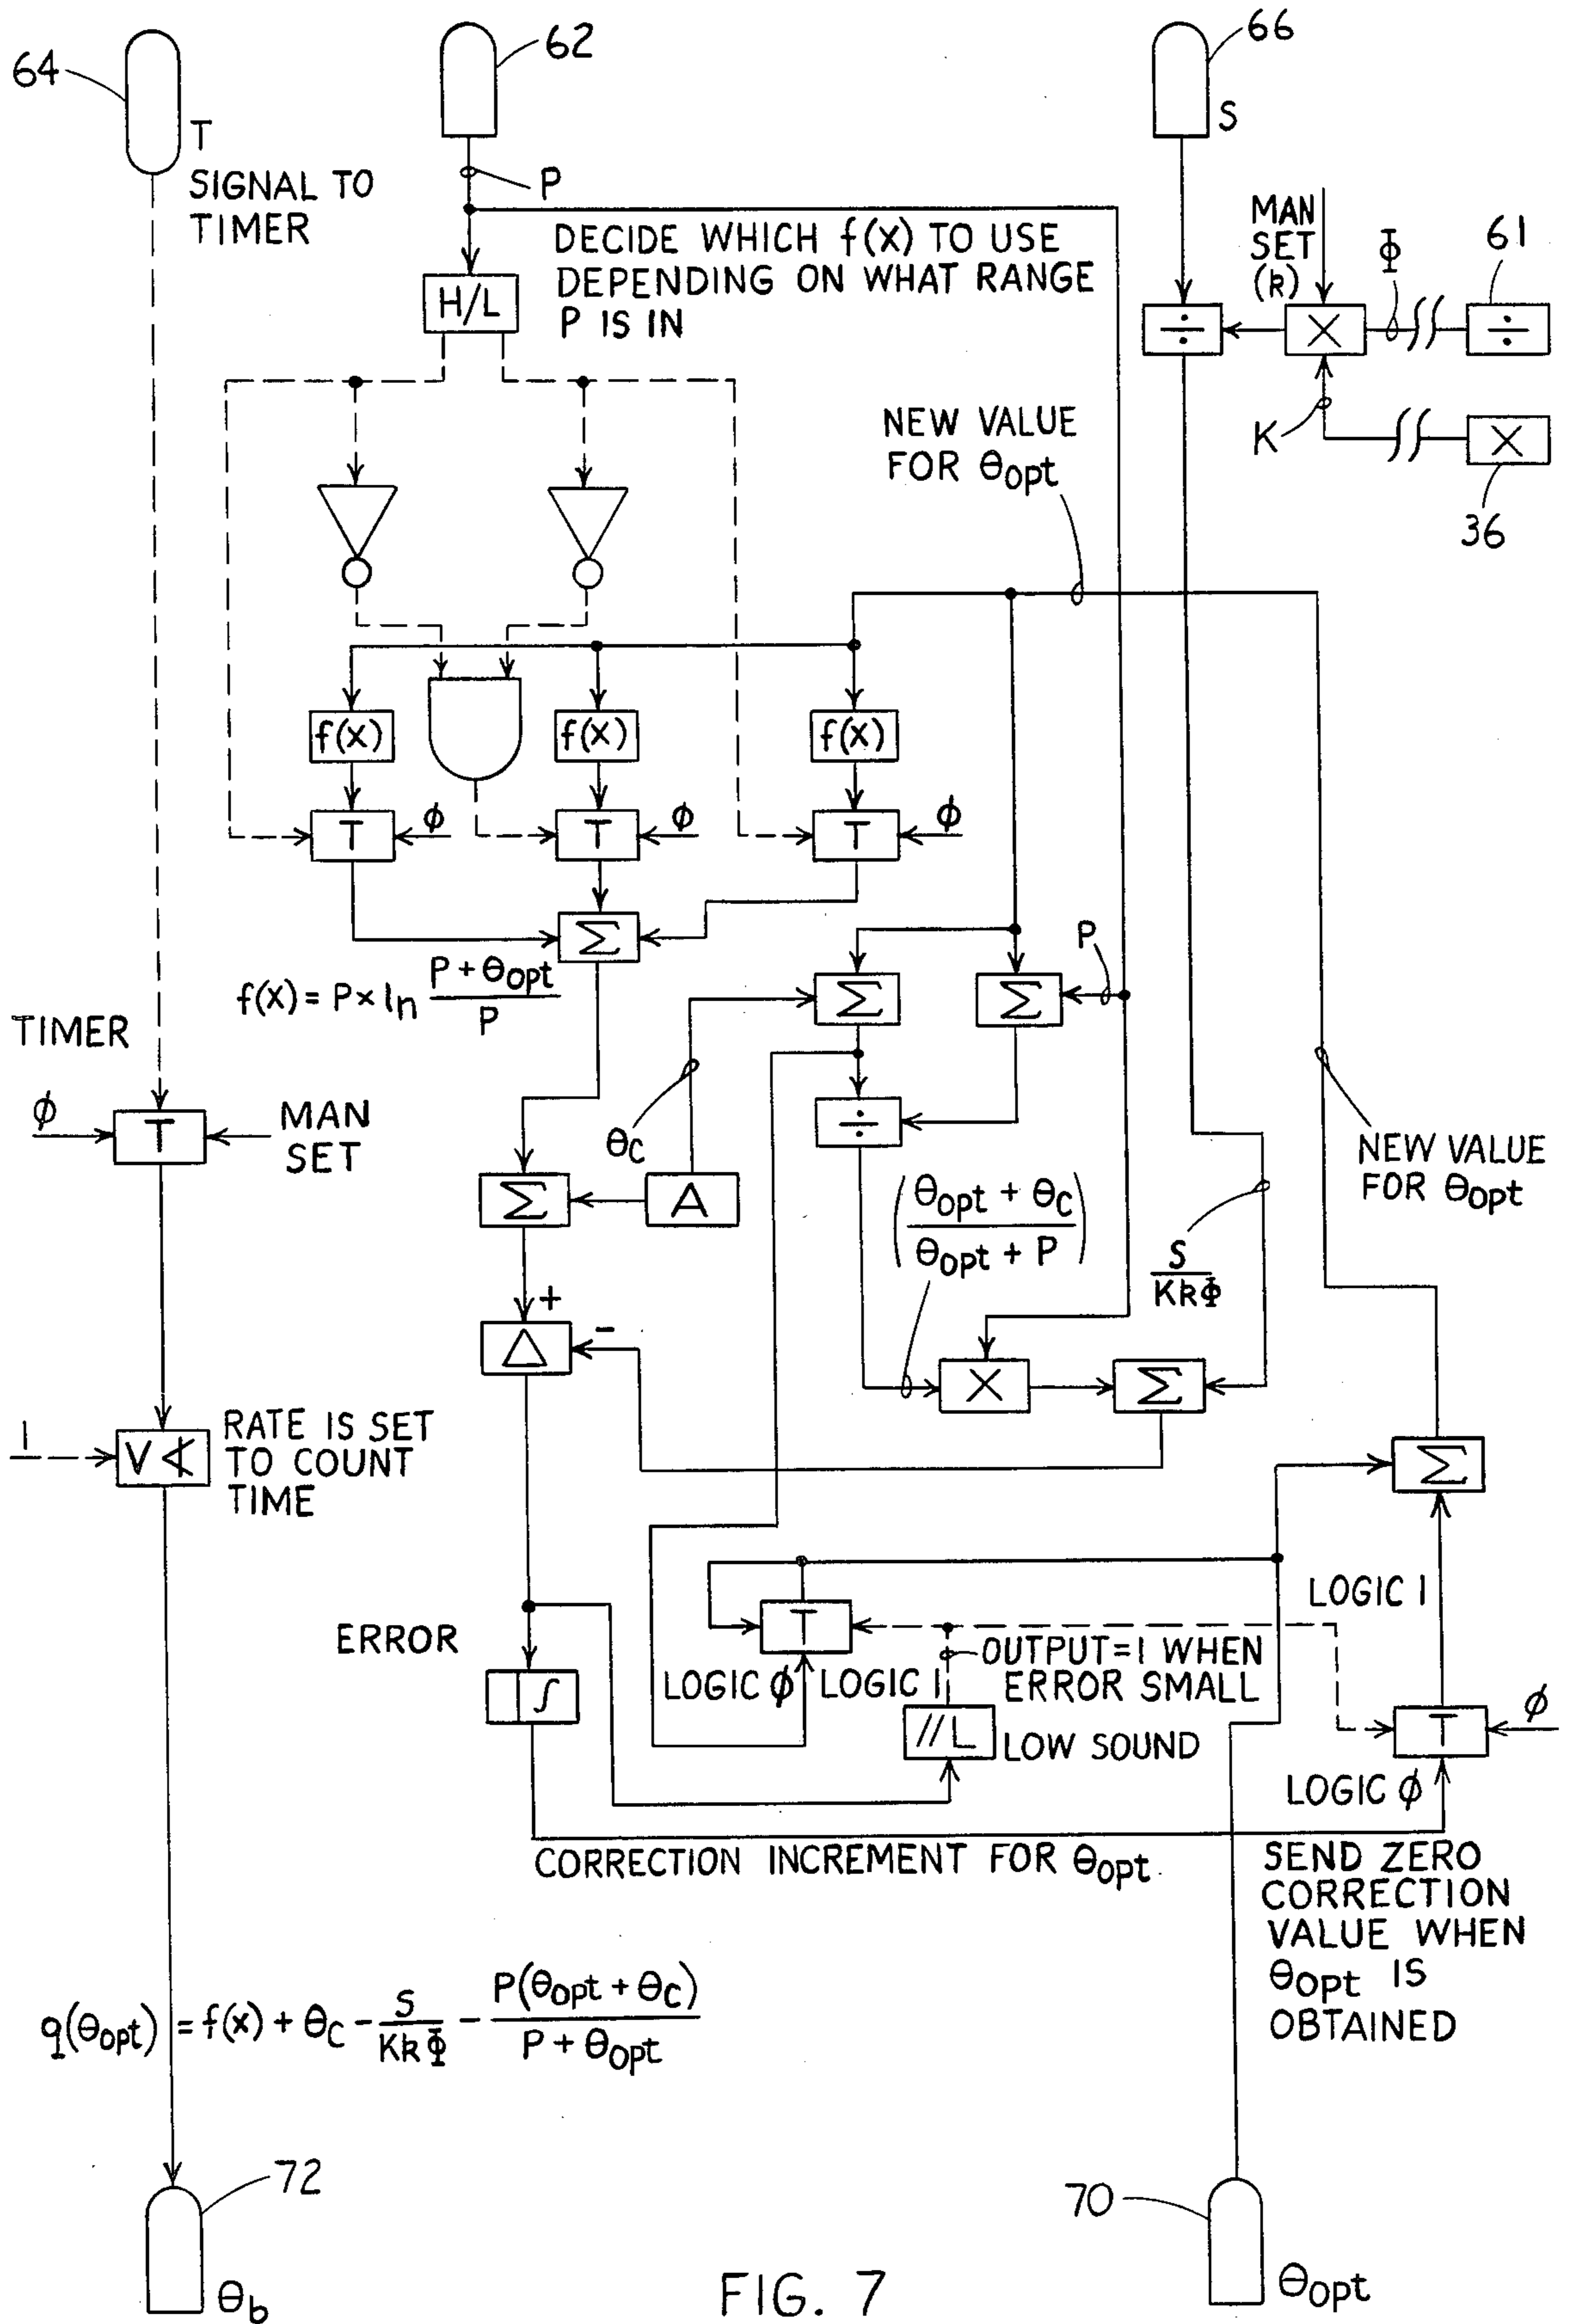 64
62
66
T
SIGNAL TO
TIMER
P
S
DECIDE WHICH f(X) TO USE
DEPENDING ON WHAT RANGE
P IS IN
H/L
MAN
SET
(k)
Φ
61
÷
X
÷
K
X
36
NEW VALUE
FOR θopt
f(X)
f(X)
f(X)
T
ϕ
T
ϕ
T
ϕ
Σ
f(X) = P x ln (P + θopt)/P
Σ
Σ
P
TIMER
ϕ
T
MAN
SET
θC
÷
Σ
A
(θopt + θC)/(θopt + P)
NEW VALUE
FOR θopt
S/KkΦ
+
Δ
-
X
Σ
1
V ∢
RATE IS SET
TO COUNT
TIME
Σ
LOGIC 1
ERROR
T
OUTPUT=1 WHEN
ERROR SMALL
LOGIC ϕ
LOGIC 1
∫
//L
LOW SOUND
T
ϕ
LOGIC ϕ
CORRECTION INCREMENT FOR θopt.
SEND ZERO
CORRECTION
VALUE WHEN
θopt IS
OBTAINED
q(θopt) = f(x) + θC - S/KkΦ - P(θopt + θC)/(P + θopt)
72
70
θb
θopt
FIG. 7